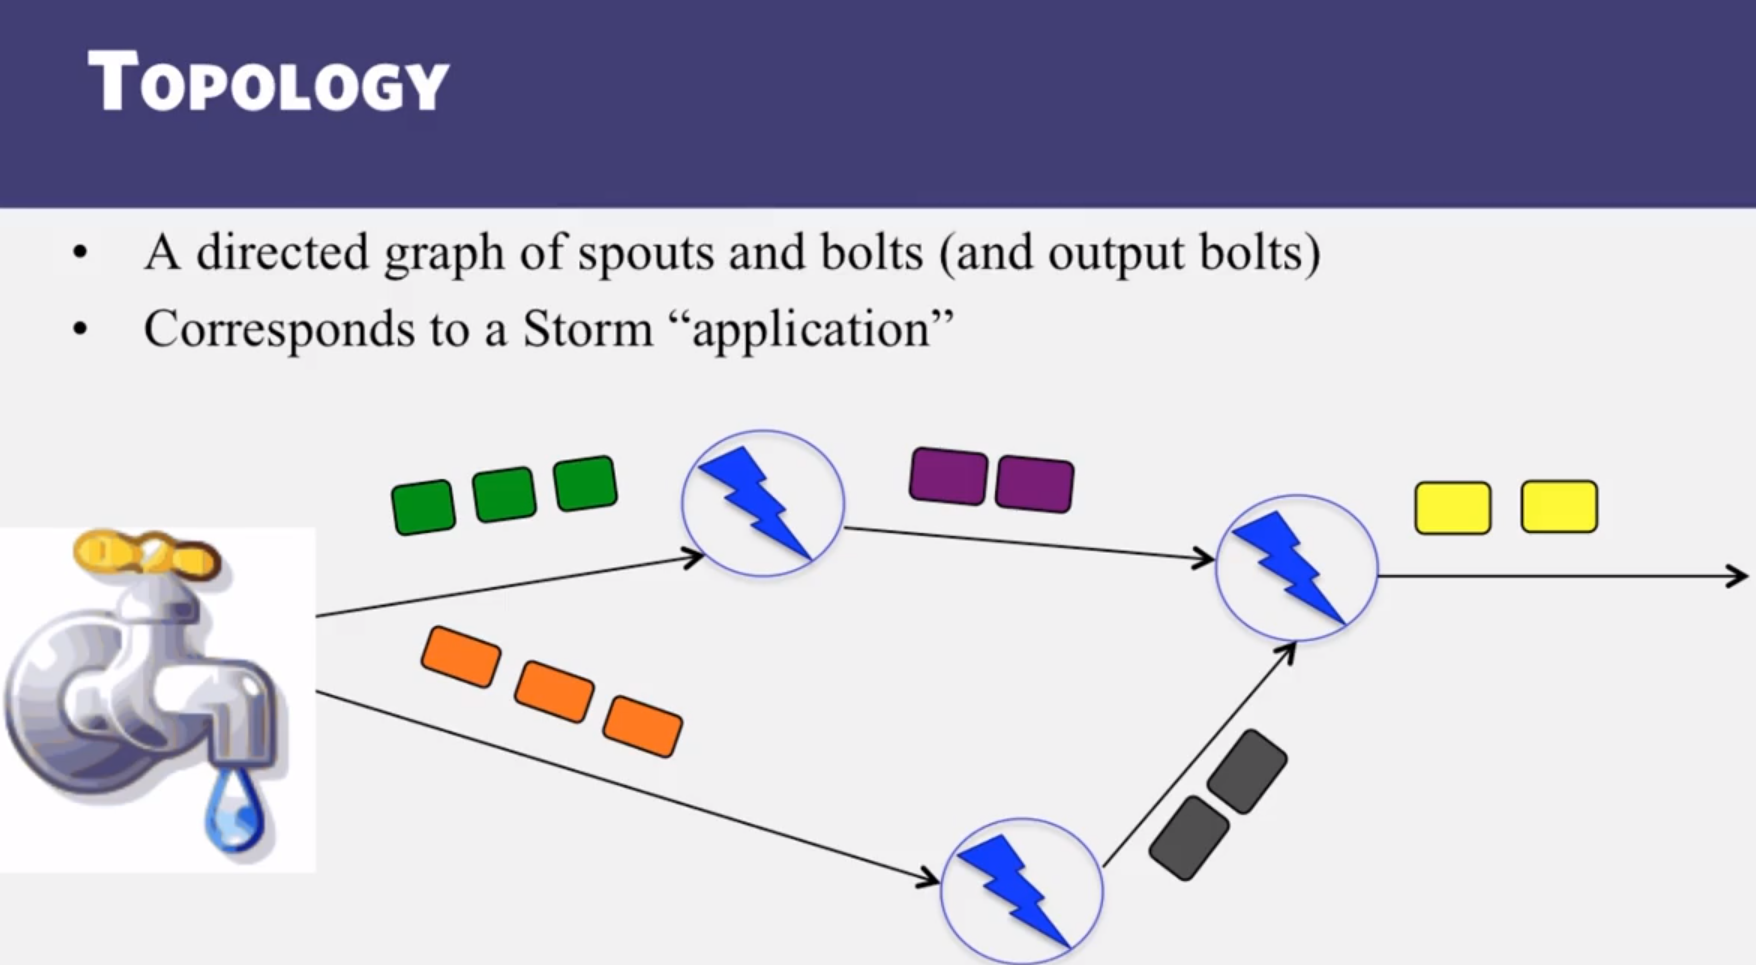 TOPOLOGY
• A directed graph of spouts and bolts (and output bolts)
• Corresponds to a Storm “application”